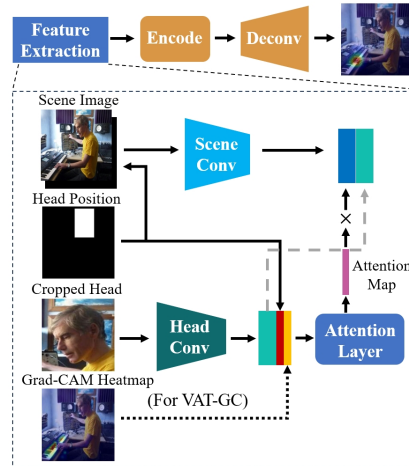 Feature
Extraction
Encode
Deconv
Scene Image
Scene
Conv
Head Position
×
Attention
Map
Cropped Head
Head
Conv
Attention
Layer
Grad-CAM Heatmap
(For VAT-GC)